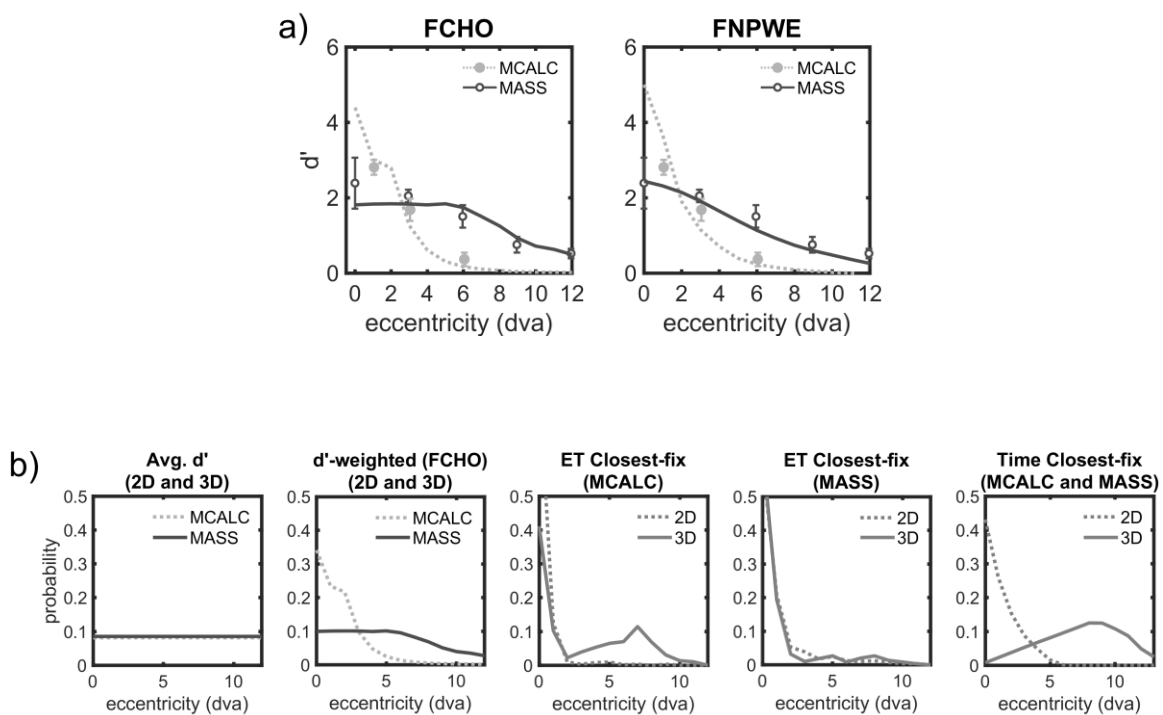 a)
FCHO
6
4
2
0
d'
MCALC
MASS
0 2 4 6 8 10 12
eccentricity (dva)
FNPWE
6
4
2
0
MCALC
MASS
0 2 4 6 8 10 12
eccentricity (dva)
b)
Avg. d'
(2D and 3D)
0.5
0.4
0.3
0.2
0.1
0
probability
MCALC
MASS
0 5 10
eccentricity (dva)
d'-weighted (FCHO)
(2D and 3D)
0.5
0.4
0.3
0.2
0.1
0
MCALC
MASS
0 5 10
eccentricity (dva)
ET Closest-fix
(MCALC)
0.5
0.4
0.3
0.2
0.1
0
2D
3D
0 5 10
eccentricity (dva)
ET Closest-fix
(MASS)
0.5
0.4
0.3
0.2
0.1
0
2D
3D
0 5 10
eccentricity (dva)
Time Closest-fix
(MCALC and MASS)
0.5
0.4
0.3
0.2
0.1
0
2D
3D
0 5 10
eccentricity (dva)